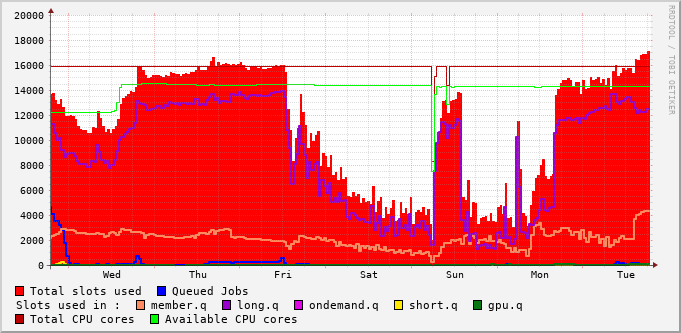 20000
18000
16000
14000
12000
10000
8000
6000
4000
2000
0
Wed Thu Fri Sat Sun Mon Tue
Total slots used Queued Jobs
Slots used in : member.q long.q ondemand.q short.q gpu.q
Total CPU cores Available CPU cores
RRDTOOL / TOBI OETIKER